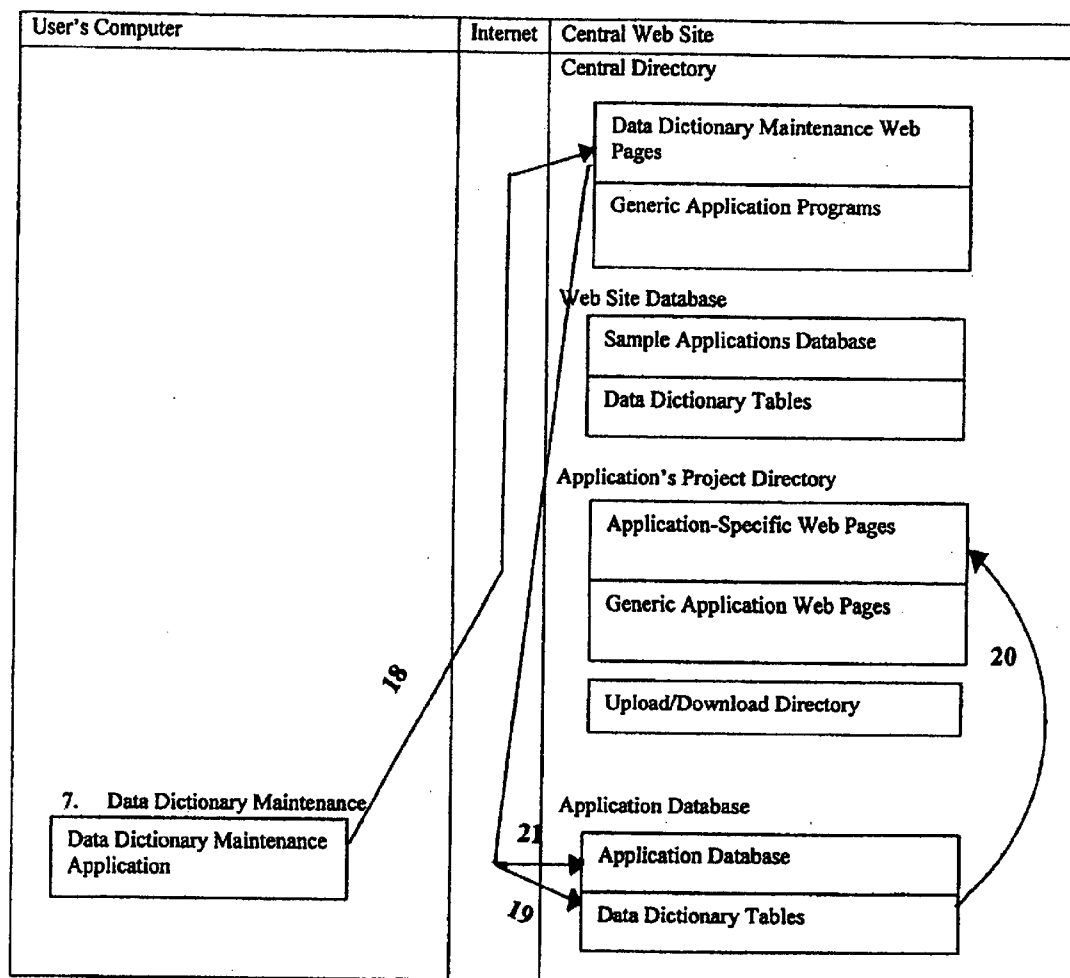 User's Computer
Internet
Central Web Site
Central Directory
Data Dictionary Maintenance Web
Pages
Generic Application Programs
Web Site Database
Sample Applications Database
Data Dictionary Tables
Application's Project Directory
Application-Specific Web Pages
Generic Application Web Pages
20
18
Upload/Download Directory
7. Data Dictionary Maintenance
Data Dictionary Maintenance
Application
Application Database
21
Application Database
19
Data Dictionary Tables